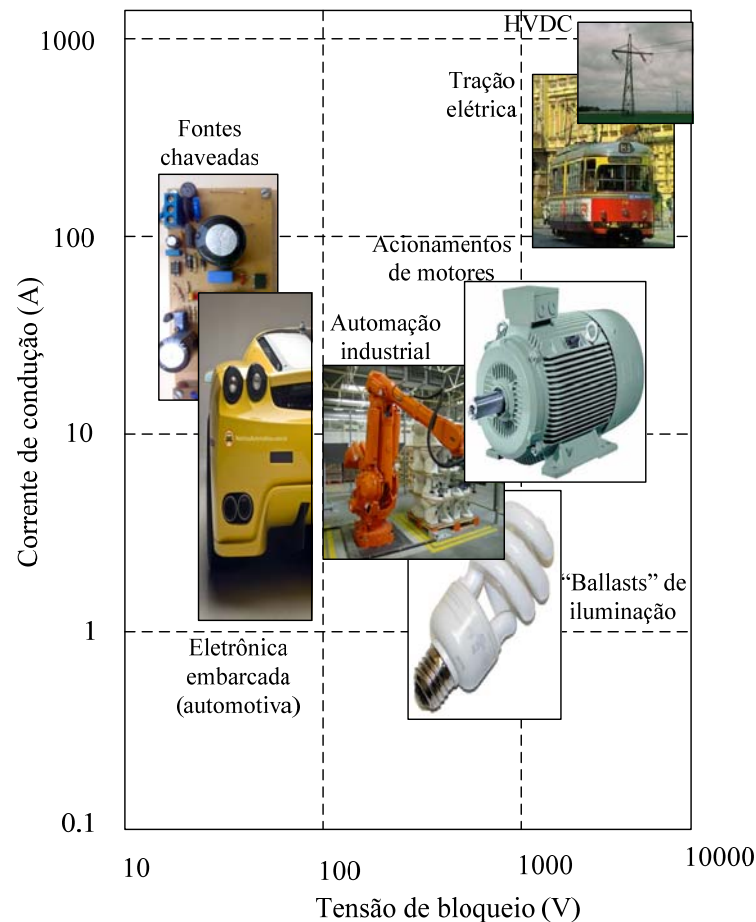 HVDC
1000
Tração
elétrica
Fontes
chaveadas
100
Acionamentos
de motores
Automação
industrial
Corrente de condução (A)
10
“Ballasts” de
iluminação
1
Eletrônica
embarcada
(automotiva)
0.1
10
100
1000
10000
Tensão de bloqueio (V)